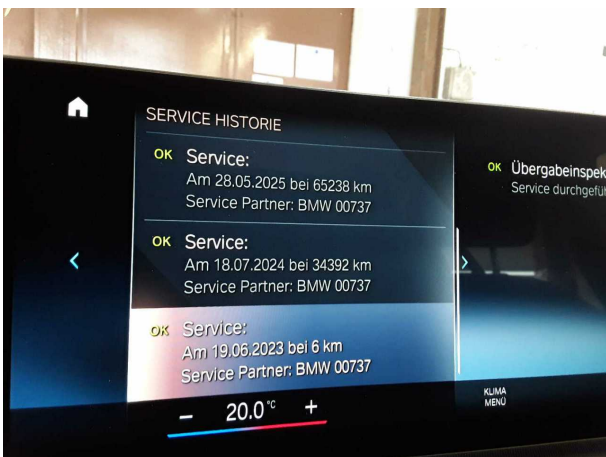 SERVICE HISTORIE
OK Service:
Am 28.05.2025 bei 65238 km
Service Partner: BMW 00737
OK Service:
Am 18.07.2024 bei 34392 km
Service Partner: BMW 00737
OK Service:
Am 19.06.2023 bei 6 km
Service Partner: BMW 00737
OK Übergabeinspek
Service durchgefüh
− 20.0 °C +
KLIMA
MENÜ